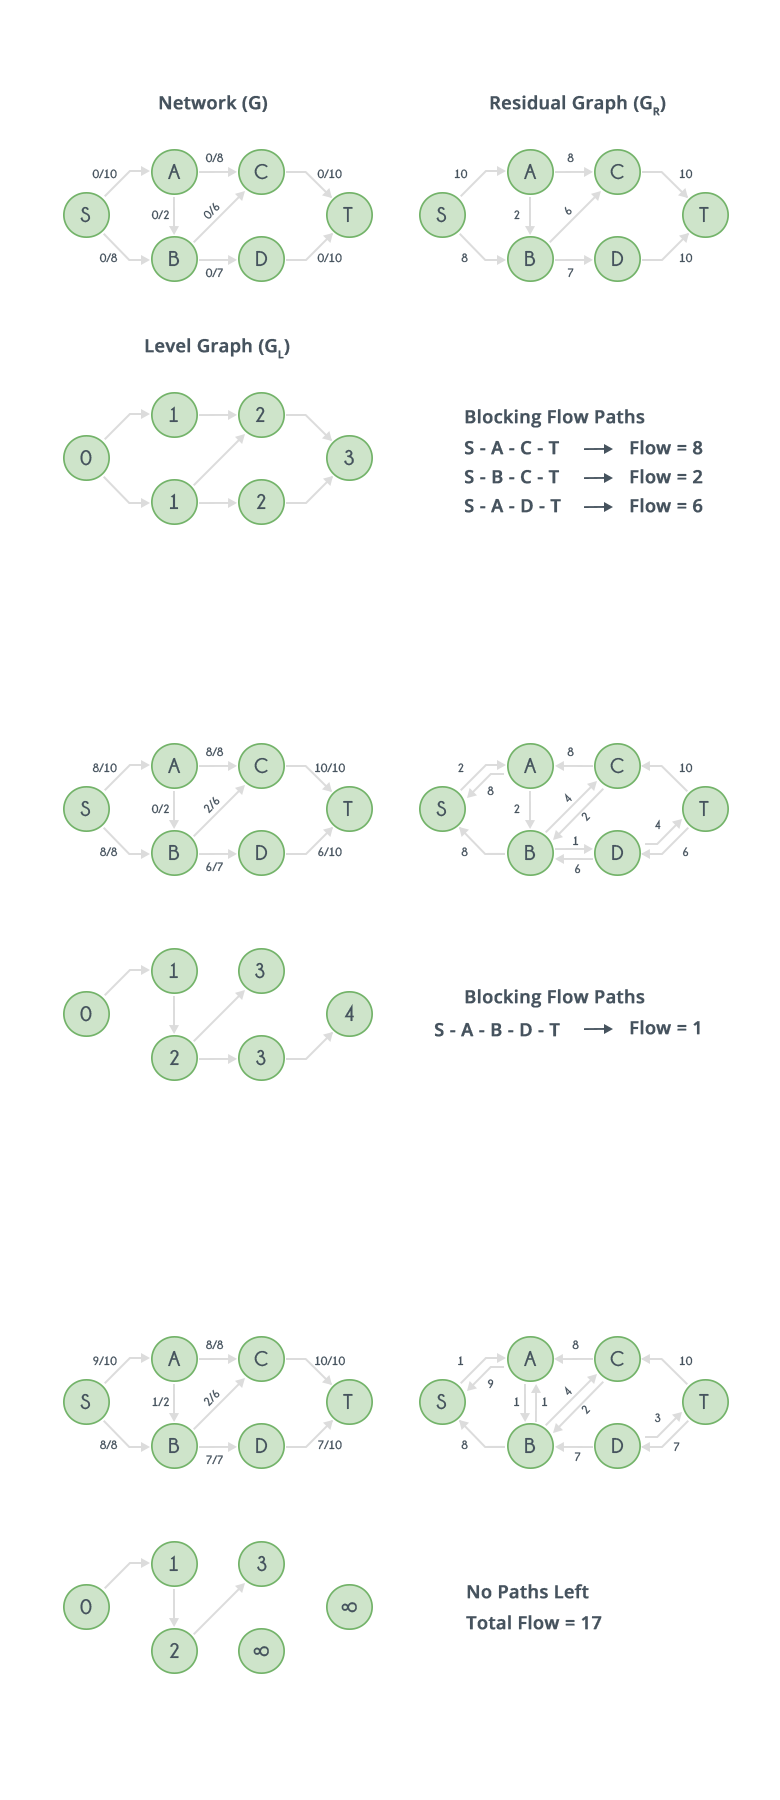 Network (G)
Residual Graph (GR)
0/10 A 0/8 C 0/10
S 0/2 0/6 T
0/8 B 0/7 D 0/10
10 A 8 C 10
S 2 6 T
8 B 7 D 10
Level Graph (GL)
1 2
0 3
1 2
Blocking Flow Paths
S - A - C - T Flow = 8
S - B - C - T Flow = 2
S - A - D - T Flow = 6
8/10 A 8/8 C 10/10
S 0/2 2/6 T
8/8 B 6/7 D 6/10
2 A 8 C 10
8
S 2 4 2 T
8 B 1 6 D 4 6
1 3
0 4
2 3
Blocking Flow Paths
S - A - B - D - T Flow = 1
9/10 A 8/8 C 10/10
S 1/2 2/6 T
8/8 B 7/7 D 7/10
1 A 8 C 10
9
S 1 1 4 2 T
8 B 7 D 3 7
1 3
0 ∞
2 ∞
No Paths Left
Total Flow = 17